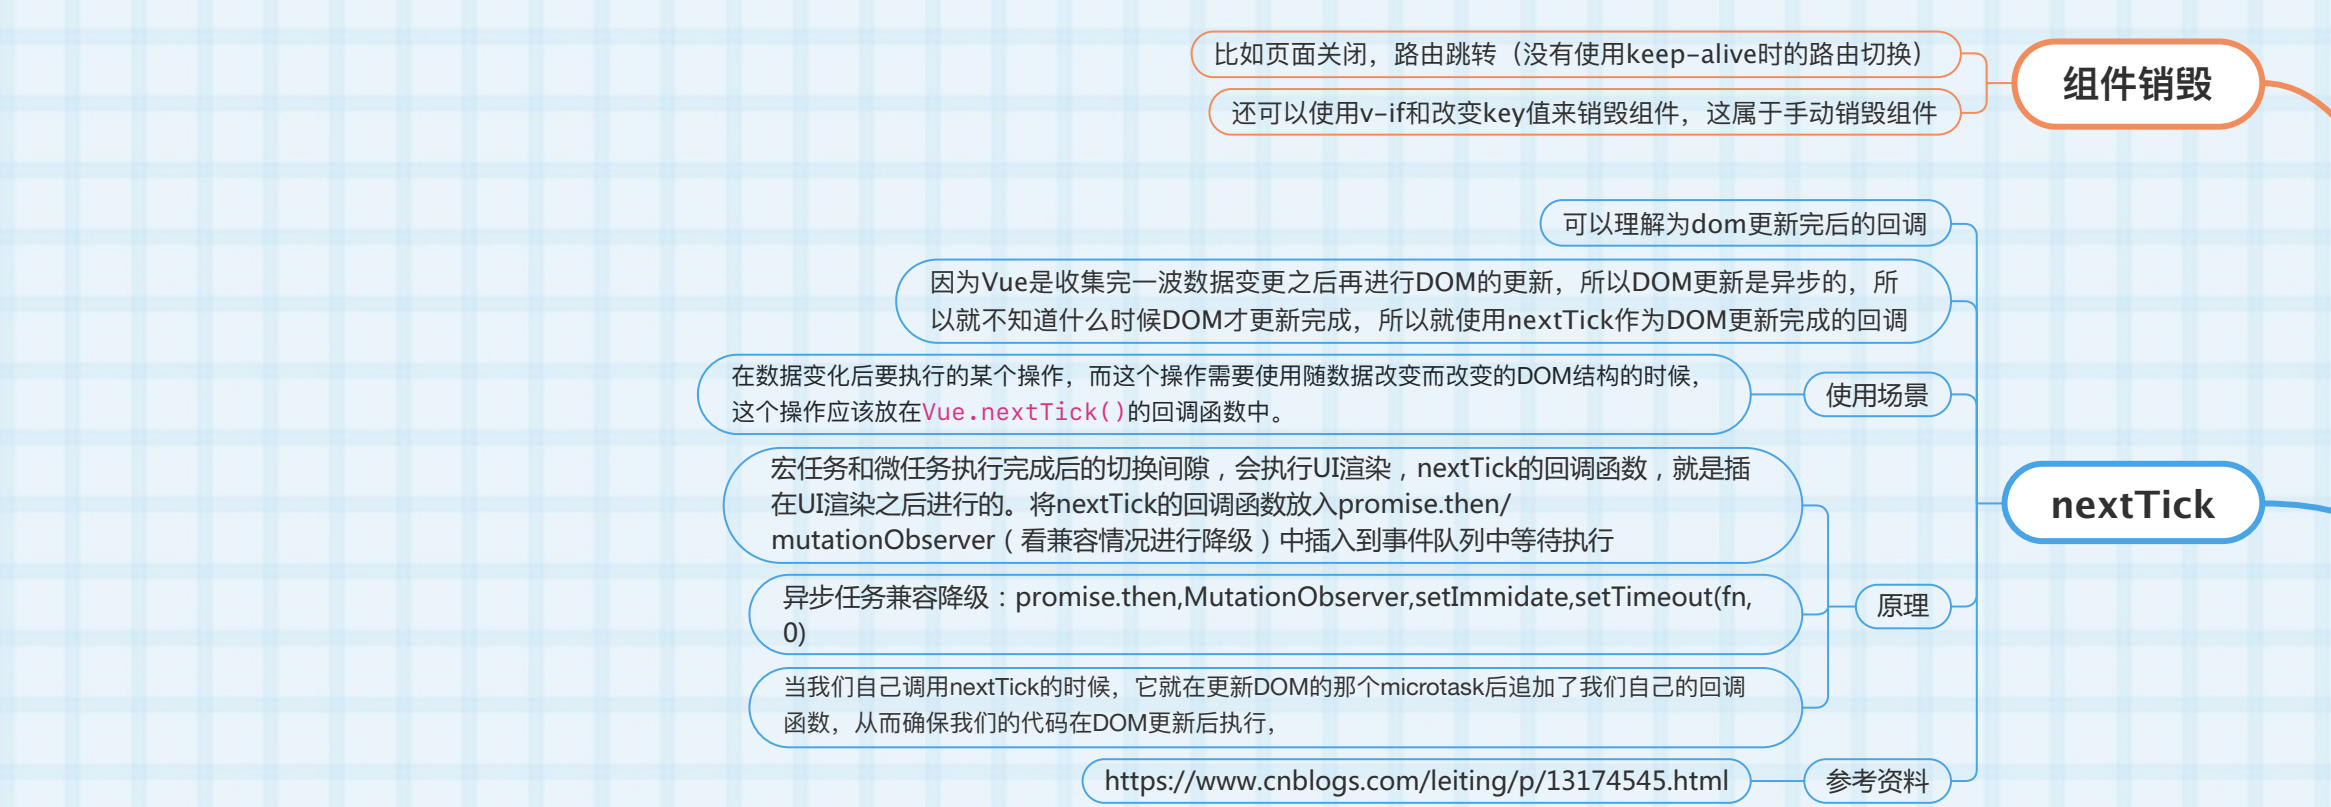 比如页面关闭，路由跳转（没有使用keep-alive时的路由切换）
还可以使用v-if和改变key值来销毁组件，这属于手动销毁组件
组件销毁
可以理解为dom更新完后的回调
因为Vue是收集完一波数据变更之后再进行DOM的更新，所以DOM更新是异步的，所
以就不知道什么时候DOM才更新完成，所以就使用nextTick作为DOM更新完成的回调
在数据变化后要执行的某个操作，而这个操作需要使用随数据改变而改变的DOM结构的时候，
这个操作应该放在Vue.nextTick()的回调函数中。
使用场景
宏任务和微任务执行完成后的切换间隙，会执行UI渲染，nextTick的回调函数，就是插
在UI渲染之后进行的。将nextTick的回调函数放入promise.then/
mutationObserver（看兼容情况进行降级）中插入到事件队列中等待执行
异步任务兼容降级：promise.then,MutationObserver,setImmidate,setTimeout(fn,
0)
当我们自己调用nextTick的时候，它就在更新DOM的那个microtask后追加了我们自己的回调
函数，从而确保我们的代码在DOM更新后执行，
原理
https://www.cnblogs.com/leiting/p/13174545.html
参考资料
nextTick